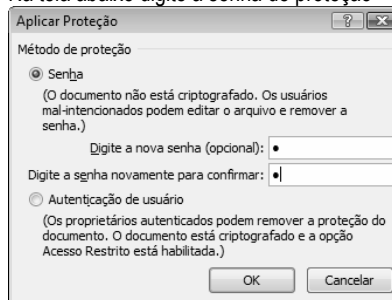 Na tela abaixo digite a senha de proteção
Aplicar Proteção
Método de proteção
Senha
(O documento não está criptografado. Os usuários
mal-intencionados podem editar o arquivo e remover a
senha.)
Digite a nova senha (opcional):
Digite a senha novamente para confirmar:
Autenticação de usuário
(Os proprietários autenticados podem remover a proteção do
documento. O documento está criptografado e a opção
Acesso Restrito está habilitada.)
OK Cancelar